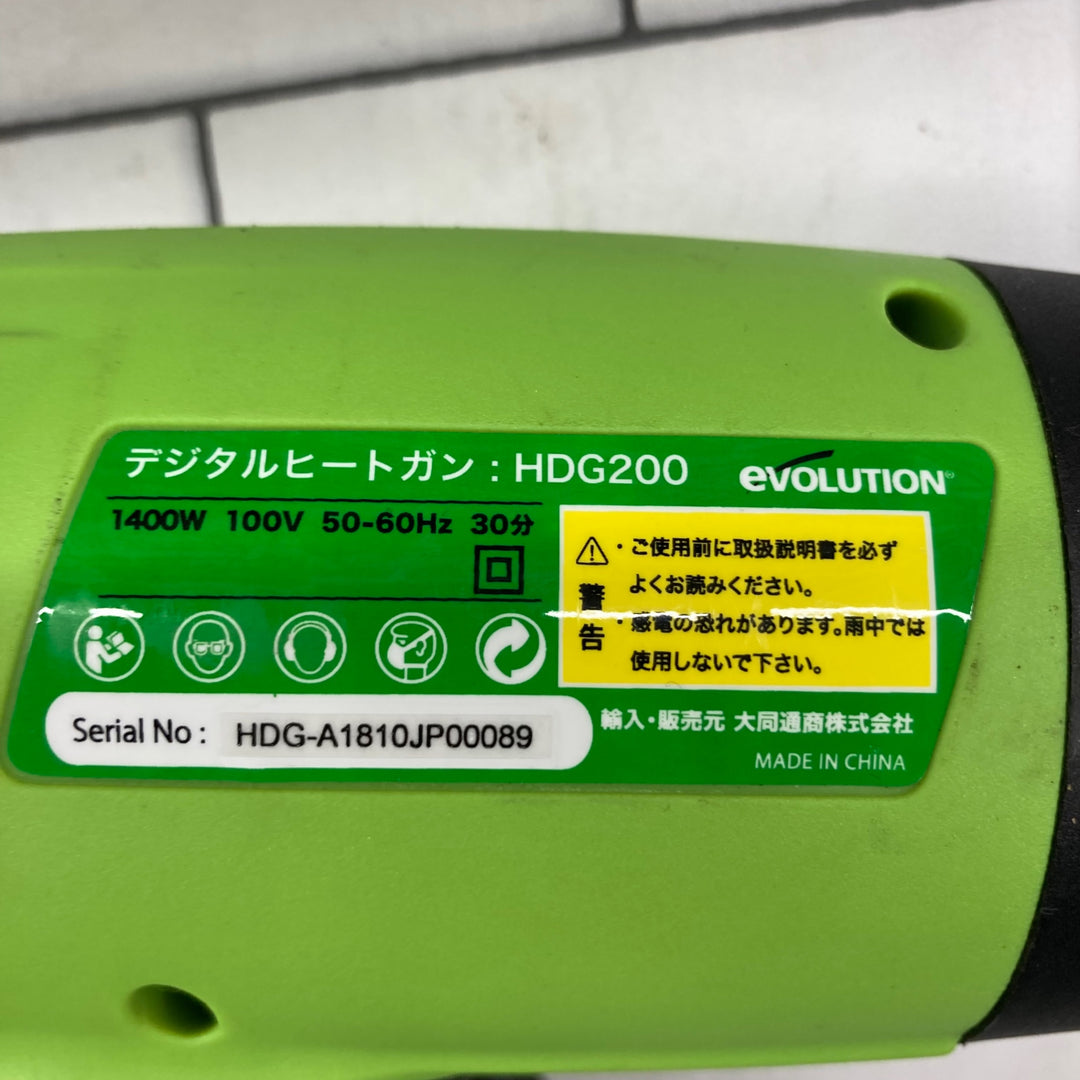 デジタルヒートガン : HDG200
eVOLUTION®
1400W 100V 50-60Hz 30分
警告
・ご使用前に取扱説明書を必ず
よくお読みください。
・感電の恐れがあります。雨中では
使用しないで下さい。
Serial No : HDG-A1810JP00089
輸入・販売元 大同通商株式会社
MADE IN CHINA